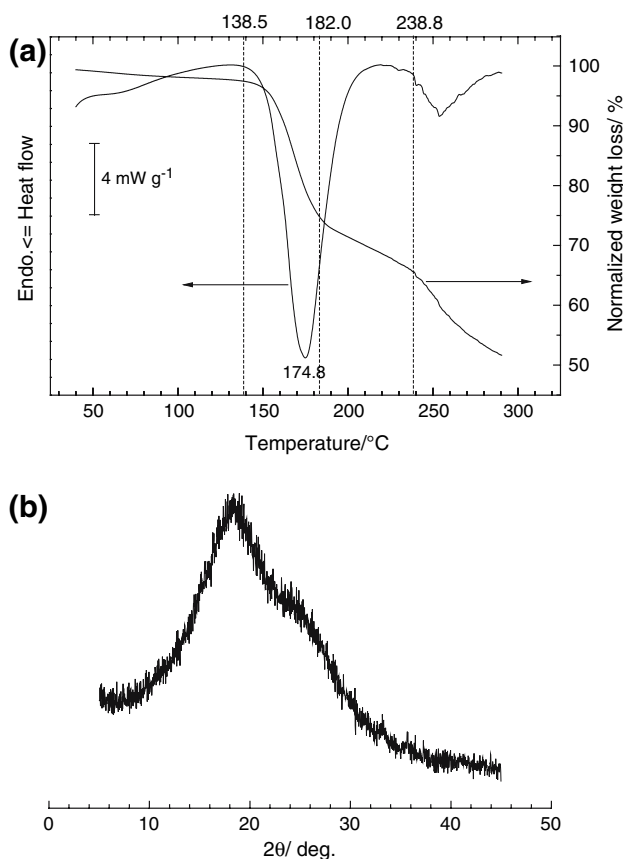 138.5 182.0 238.8
(a)
100
90
80
70
60
50
4 mW g⁻¹
Endo.<= Heat flow
Normalized weight loss/ %
174.8
50 100 150 200 250 300
Temperature/°C
(b)
0 10 20 30 40 50
2θ/ deg.